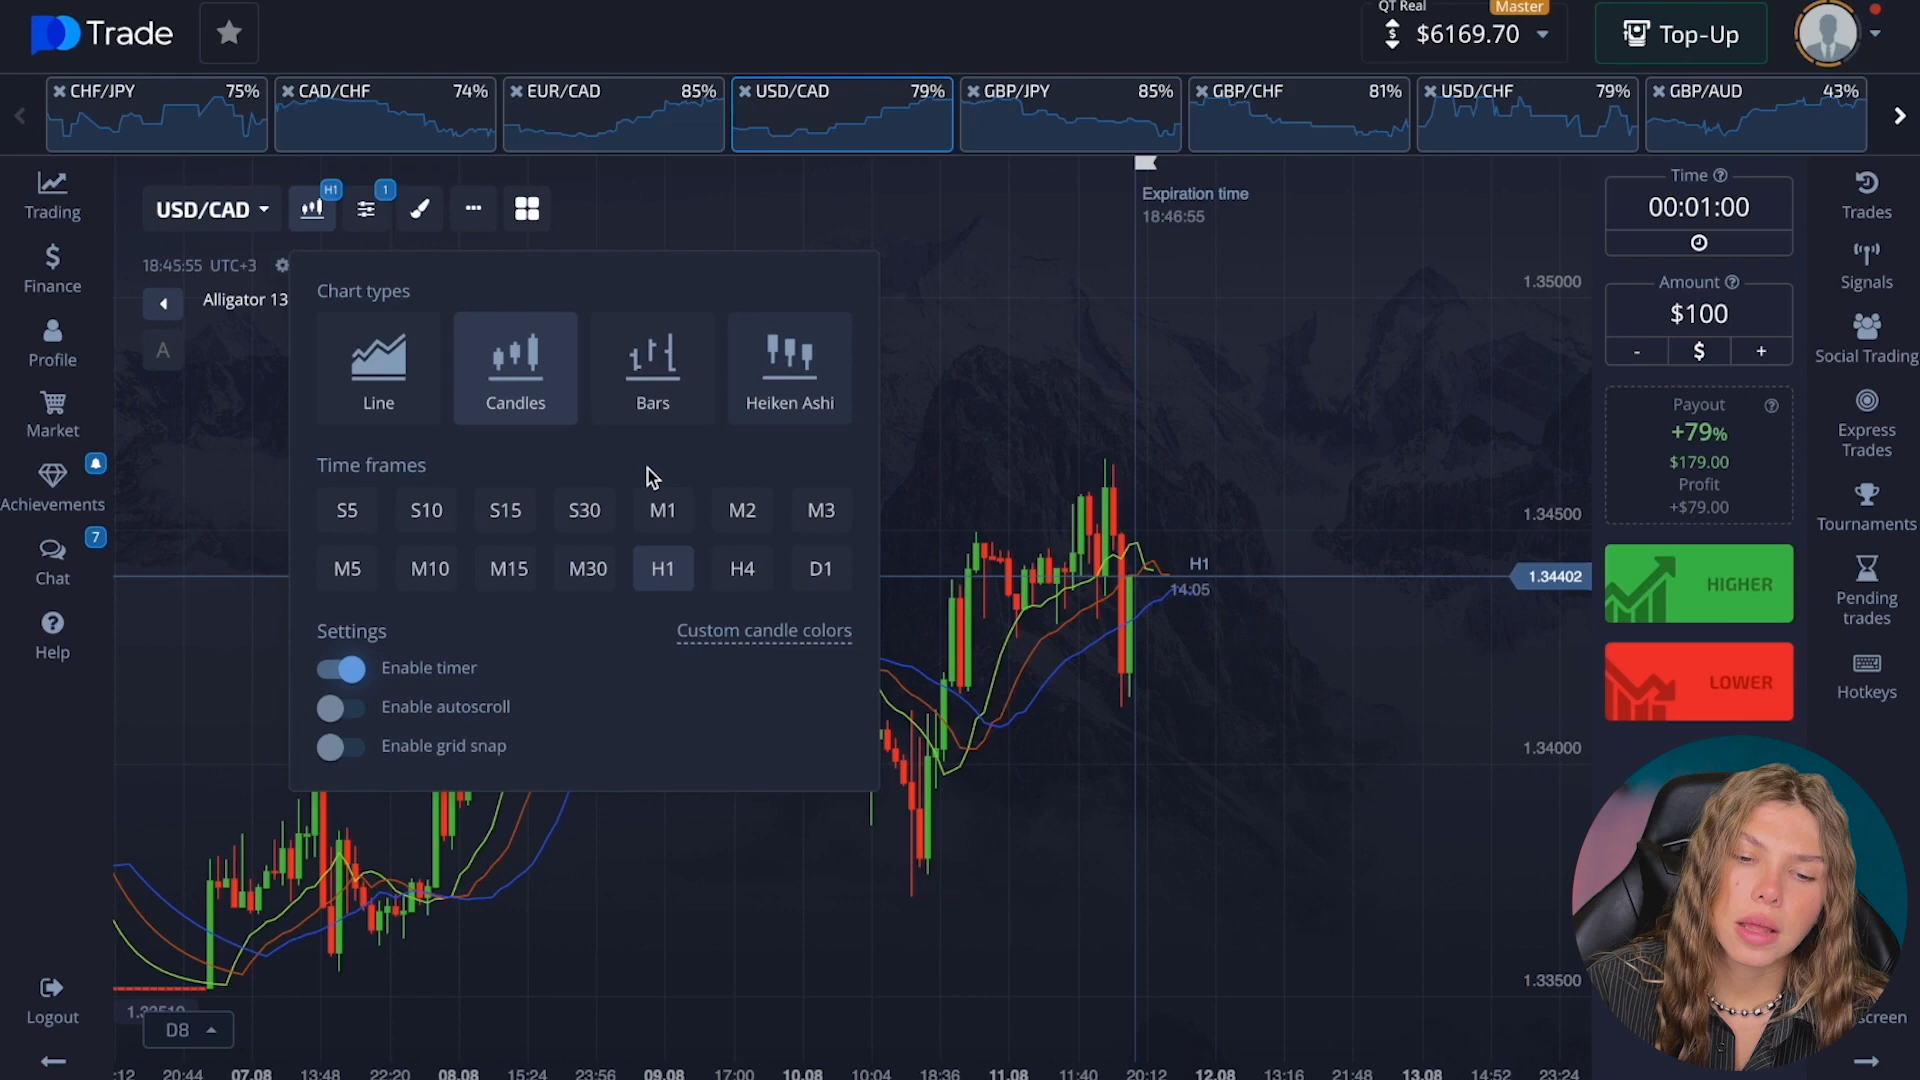 Trade
QT Real
Master
$6169.70
Top-Up
CHF/JPY 75%
CAD/CHF 74%
EUR/CAD 85%
USD/CAD 79%
GBP/JPY 85%
GBP/CHF 81%
USD/CHF 79%
GBP/AUD 43%
Trading
Finance
Profile
Market
Achievements
7
Chat
Help
Logout
USD/CAD
H1
1
18:45:55 UTC+3
Alligator 13
A
Chart types
Line
Candles
Bars
Heiken Ashi
Time frames
S5 S10 S15 S30 M1 M2 M3
M5 M10 M15 M30 H1 H4 D1
Settings
Custom candle colors
Enable timer
Enable autoscroll
Enable grid snap
Expiration time
18:46:55
H1
14:05
1.35000
1.34500
1.34402
1.34000
1.33500
D8
:12 20:44 07.08 13:48 22:20 08.08 15:24 23:56 09.08 17:00 10.08 10:04 18:36 11.08 11:40 20:12 12.08 13:16 21:48 13.08 14:52 23:24
Time
00:01:00
Amount
$100
- $ +
Payout
+79%
$179.00
Profit
+$79.00
HIGHER
LOWER
Trades
Signals
Social Trading
Express
Trades
Tournaments
Pending
trades
Hotkeys
screen